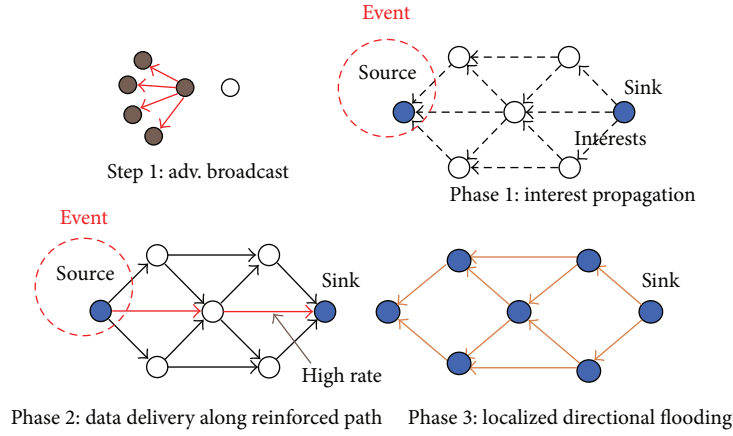 Event
Source
Sink
Interests
Step 1: adv. broadcast
Phase 1: interest propagation
Event
Source
Sink
High rate
Sink
Phase 2: data delivery along reinforced path
Phase 3: localized directional flooding